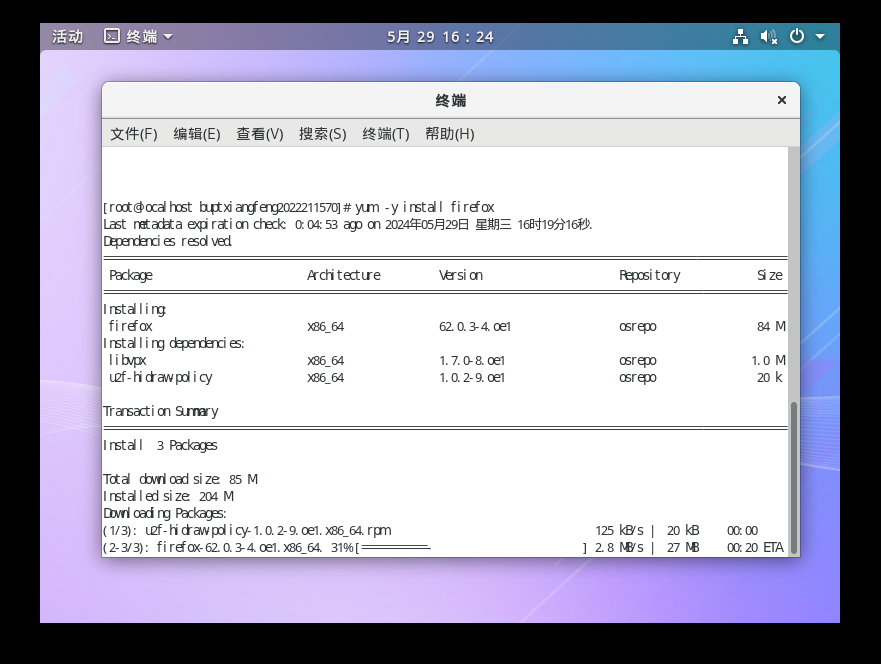 活动 终端 5月 29 16：24
终端
文件(F) 编辑(E) 查看(V) 搜索(S) 终端(T) 帮助(H)
[root@localhost buptxiangfeng2022211570]# yum -y install firefox
Last metadata expiration check: 0:04:53 ago on 2024年05月29日 星期三 16时19分16秒.
Dependencies resolved.
Package Architecture Version Repository Size
Installing:
firefox x86_64 62.0.3-4.oe1 osrepo 84 M
Installing dependencies:
libvpx x86_64 1.7.0-8.oe1 osrepo 1.0 M
u2f-hidraw-policy x86_64 1.0.2-9.oe1 osrepo 20 k
Transaction Summary
Install 3 Packages
Total download size: 85 M
Installed size: 204 M
Downloading Packages:
(1/3): u2f-hidraw-policy-1.0.2-9.oe1.x86_64.rpm 125 kB/s | 20 kB 00:00
(2-3/3): firefox-62.0.3-4.oe1.x86_64. 31%[===========- ] 2.8 MB/s | 27 MB 00:20 ETA